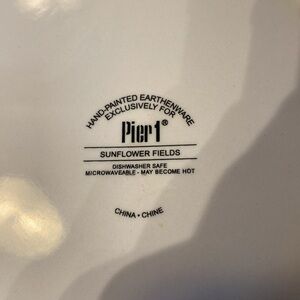 HAND-PAINTED EARTHENWARE
EXCLUSIVELY FOR
Pier 1®
SUNFLOWER FIELDS
DISHWASHER SAFE
MICROWAVEABLE - MAY BECOME HOT
CHINA • CHINE